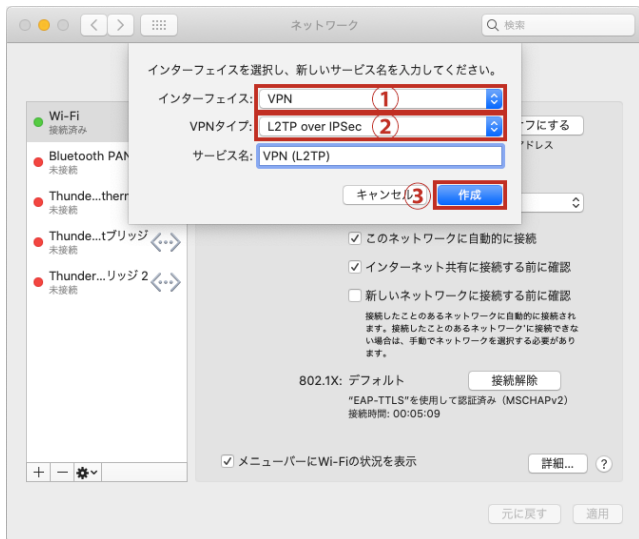 ネットワーク
検索
インターフェイスを選択し、新しいサービス名を入力してください。
インターフェイス: VPN ①
VPNタイプ: L2TP over IPSec ②
サービス名: VPN (L2TP)
キャンセル ③ 作成
Wi-Fi
接続済み
Bluetooth PAN
未接続
Thunde...therr
未接続
Thunde...tブリッジ
未接続
Thunder...リッジ 2
未接続
フにする
ドレス
このネットワークに自動的に接続
インターネット共有に接続する前に確認
新しいネットワークに接続する前に確認
接続したことのあるネットワークに自動的に接続され
ます。接続したことのあるネットワークに接続できな
い場合は、手動でネットワークを選択する必要があり
ます。
802.1X: デフォルト 接続解除
“EAP-TTLS”を使用して認証済み（MSCHAPv2）
接続時間: 00:05:09
メニューバーにWi-Fiの状況を表示
詳細... ?
元に戻す 適用